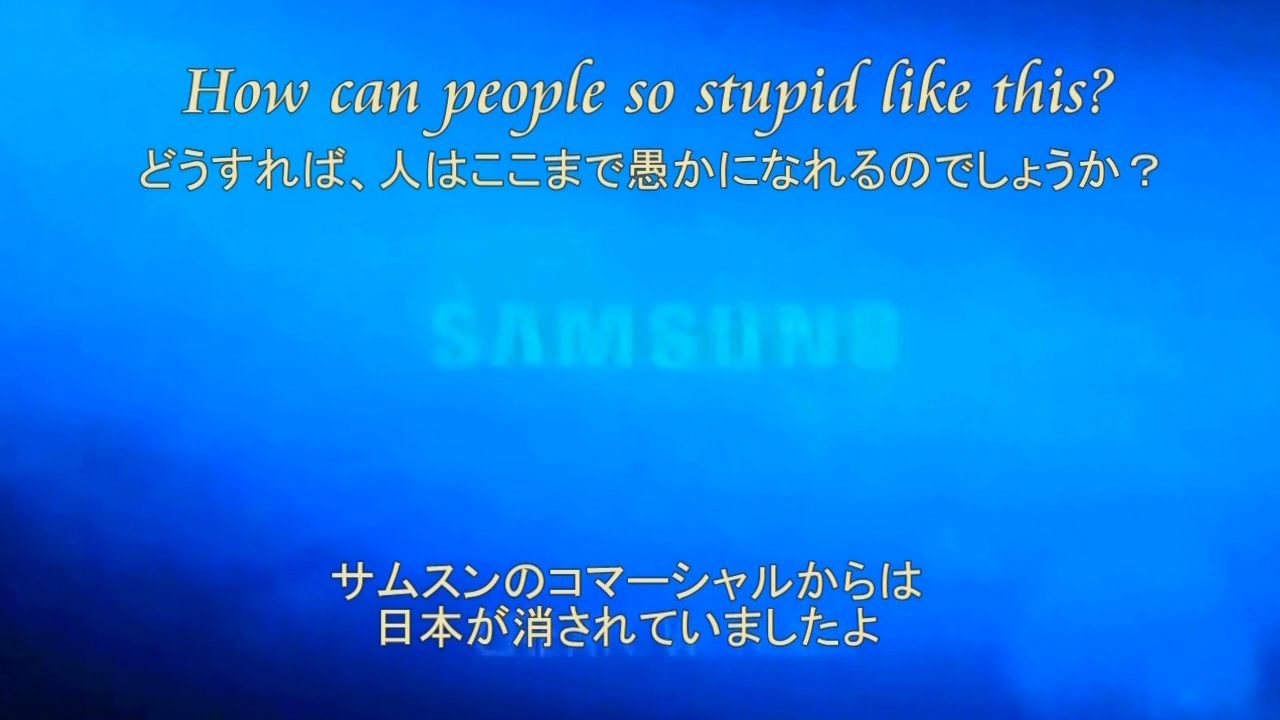 How can people so stupid like this?
どうすれば、人はここまで愚かになれるのでしょうか？
SAMSUNG
サムスンのコマーシャルからは
日本が消されていましたよ